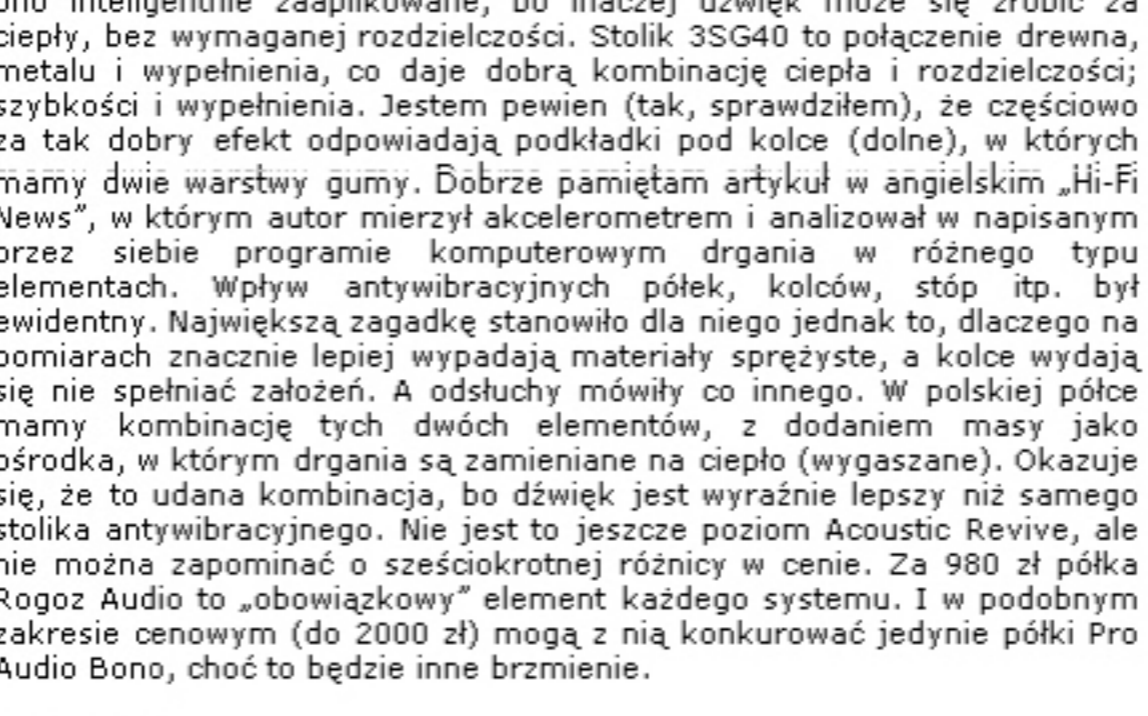 ono inteligentnie zaaplikowane, bo inaczej dźwięk może się zrobić za
ciepły, bez wymaganej rozdzielczości. Stolik 3SG40 to połączenie drewna,
metalu i wypełnienia, co daje dobrą kombinację ciepła i rozdzielczości;
szybkości i wypełnienia. Jestem pewien (tak, sprawdziłem), że częściowo
za tak dobry efekt odpowiadają podkładki pod kolce (dolne), w których
mamy dwie warstwy gumy. Dobrze pamiętam artykuł w angielskim „Hi-Fi
News”, w którym autor mierzył akcelerometrem i analizował w napisanym
przez siebie programie komputerowym drgania w różnego typu
elementach. Wpływ antywibracyjnych półek, kolców, stóp itp. był
ewidentny. Największą zagadkę stanowiło dla niego jednak to, dlaczego na
pomiarach znacznie lepiej wypadają materiały sprężyste, a kolce wydają
się nie spełniać założeń. A odsłuchy mówiły co innego. W polskiej półce
mamy kombinację tych dwóch elementów, z dodaniem masy jako
ośrodka, w którym drgania są zamieniane na ciepło (wygaszane). Okazuje
się, że to udana kombinacja, bo dźwięk jest wyraźnie lepszy niż samego
stolika antywibracyjnego. Nie jest to jeszcze poziom Acoustic Revive, ale
nie można zapominać o sześciokrotnej różnicy w cenie. Za 980 zł półka
Rogoz Audio to „obowiązkowy” element każdego systemu. I w podobnym
zakresie cenowym (do 2000 zł) mogą z nią konkurować jedynie półki Pro
Audio Bono, choć to będzie inne brzmienie.